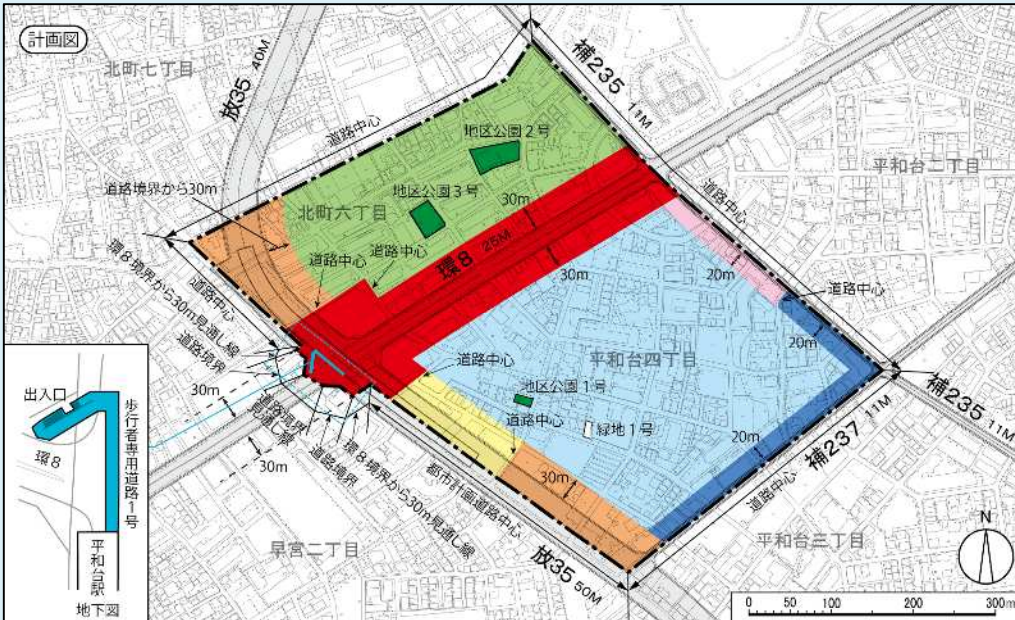 計画図
北町七丁目
放35 40M
道路中心
補235 11M
平和台二丁目
地区公園2号
道路境界から30m
地区公園3号
北町六丁目
30m
道路中心
道路中心
道路中心
環8 25M
30m
20m
道路中心
環8境界から30m見通し線
道路中心
道路境界
30m
道路中心
平和台四丁目
20m
地区公園1号
道路中心
緑地1号
補235 11M
道路境界
見通し線
30m
道路境界
環8境界から30m見通し線
都市計画道路中心
30m
20m
補237 11M
道路中心
出入口
環8
歩行者専用道路1号
平和台駅
地下図
早宮二丁目
放35 50M
平和台三丁目
N
0 50 100 200 300m